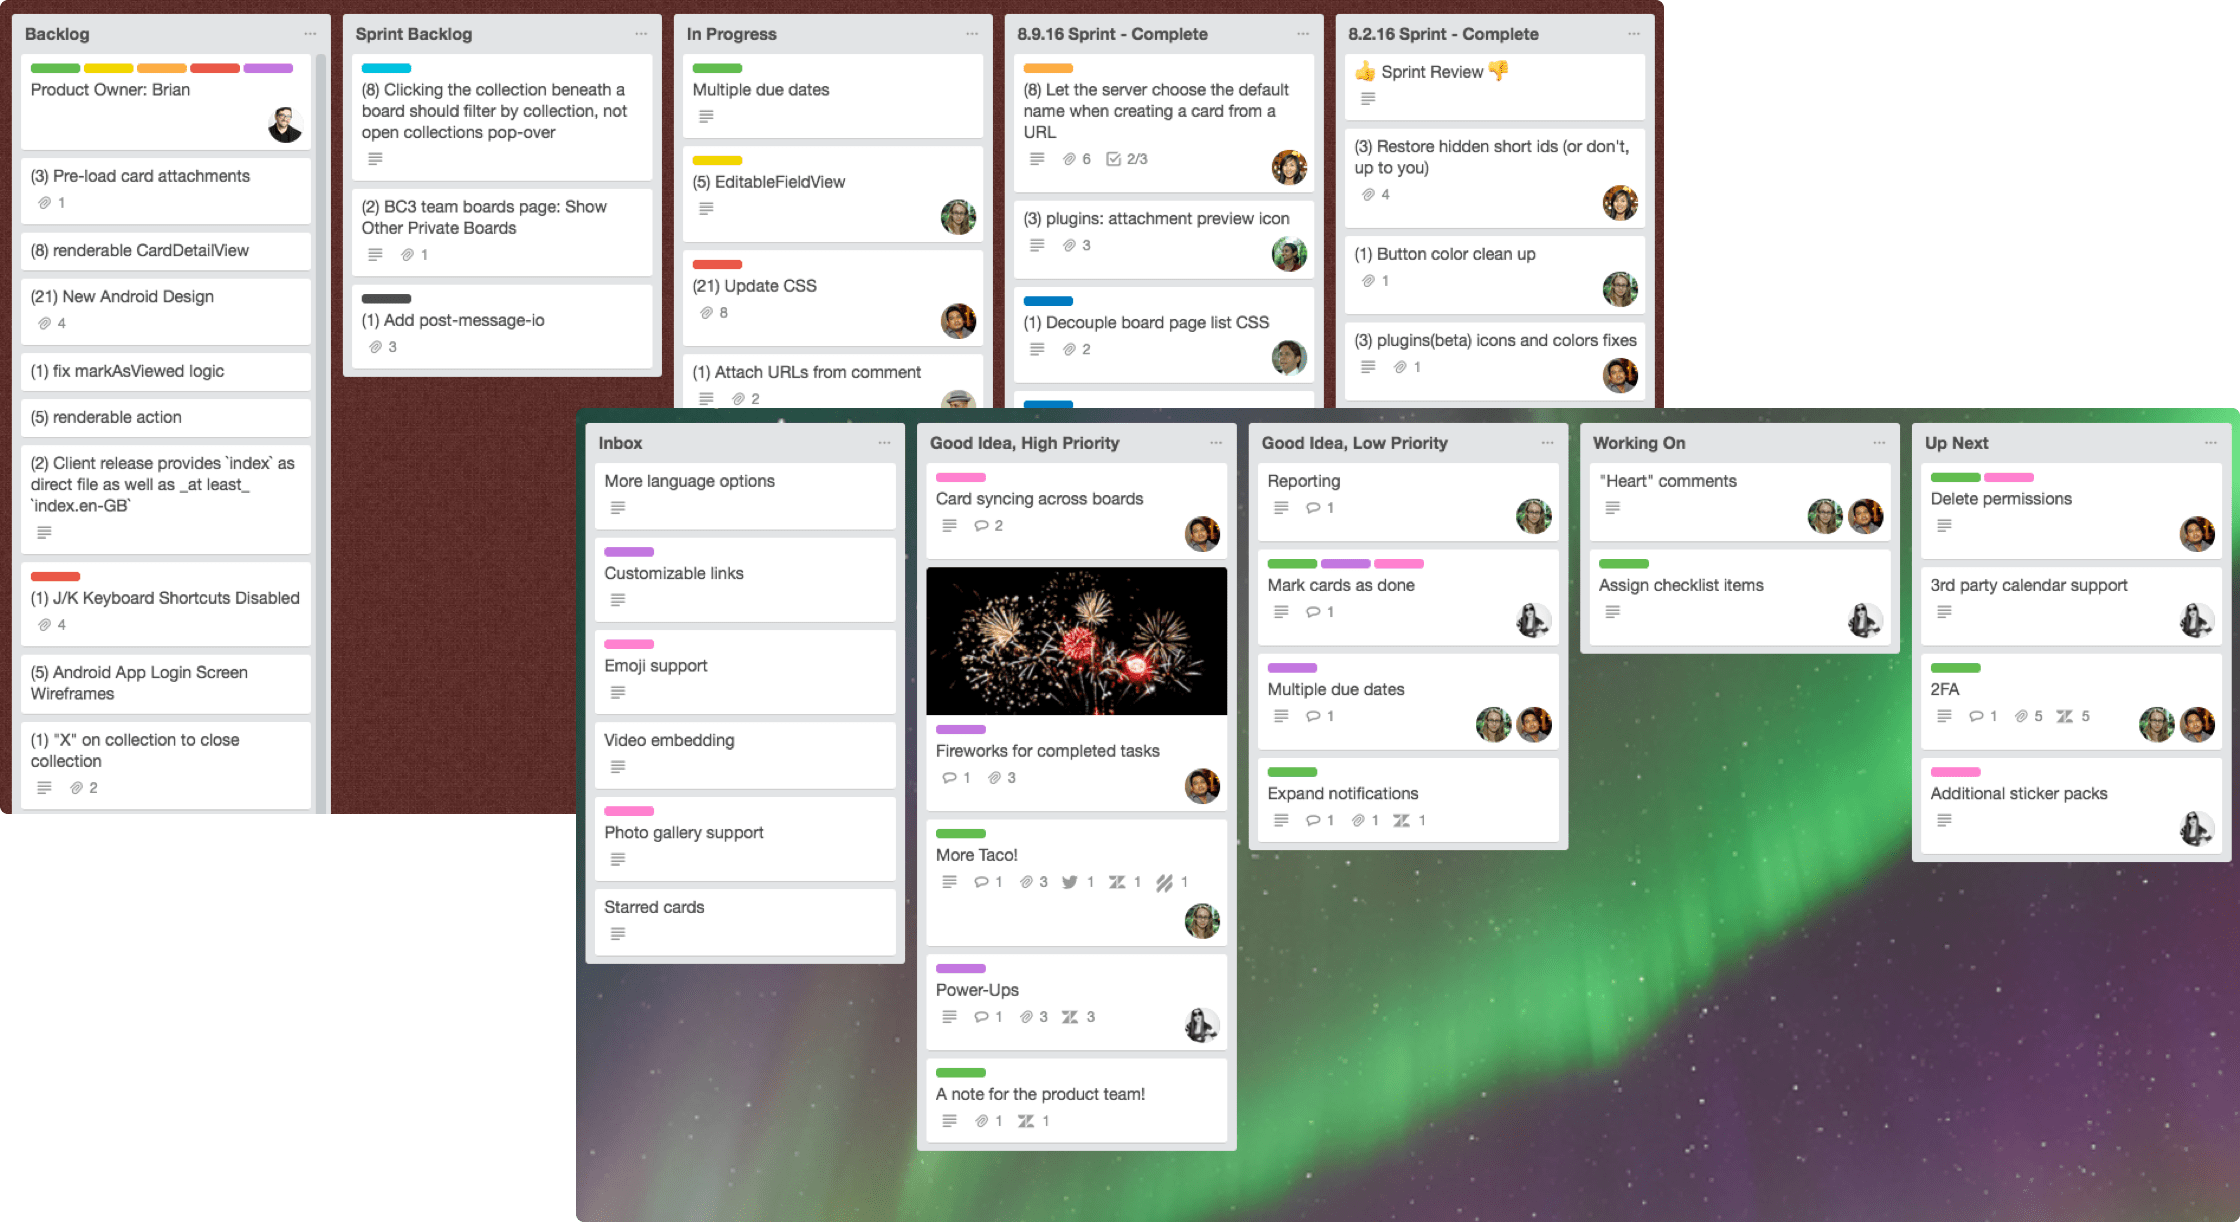 Backlog
Product Owner: Brian
(3) Pre-load card attachments
1
(8) renderable CardDetailView
(21) New Android Design
4
(1) fix markAsViewed logic
(5) renderable action
(2) Client release provides `index` as
direct file as well as _at least_
`index.en-GB`
(1) J/K Keyboard Shortcuts Disabled
4
(5) Android App Login Screen
Wireframes
(1) "X" on collection to close
collection
2
Sprint Backlog
(8) Clicking the collection beneath a
board should filter by collection, not
open collections pop-over
(2) BC3 team boards page: Show
Other Private Boards
1
(1) Add post-message-io
3
In Progress
Multiple due dates
(5) EditableFieldView
(21) Update CSS
8
(1) Attach URLs from comment
2
8.9.16 Sprint - Complete
(8) Let the server choose the default
name when creating a card from a
URL
6 2/3
(3) plugins: attachment preview icon
3
(1) Decouple board page list CSS
2
8.2.16 Sprint - Complete
👍 Sprint Review 👎
(3) Restore hidden short ids (or don't,
up to you)
4
(1) Button color clean up
1
(3) plugins(beta) icons and colors fixes
1
Inbox
More language options
Customizable links
Emoji support
Video embedding
Photo gallery support
Starred cards
Good Idea, High Priority
Card syncing across boards
2
Fireworks for completed tasks
1 3
More Taco!
1 3 1 1 1
Power-Ups
1 3 3
A note for the product team!
1 1
Good Idea, Low Priority
Reporting
1
Mark cards as done
1
Multiple due dates
1
Expand notifications
1 1 1
Working On
"Heart" comments
Assign checklist items
Up Next
Delete permissions
3rd party calendar support
2FA
1 5 5
Additional sticker packs